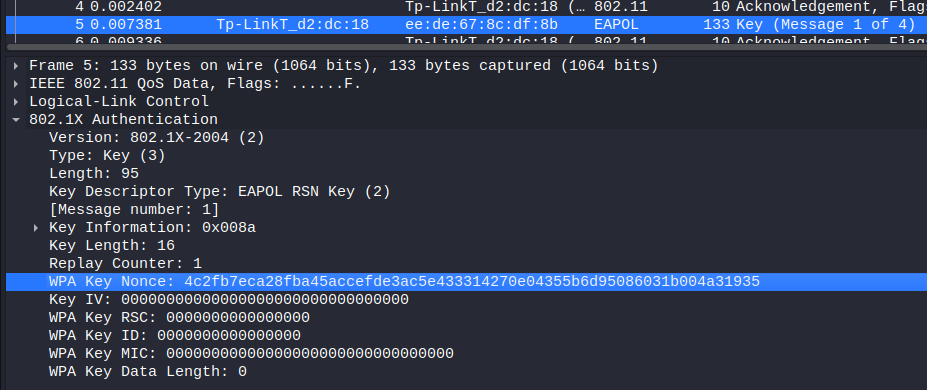 4 0.002402 Tp-LinkT_d2:dc:18 (… 802.11 10 Acknowledgement, Flags
5 0.007381 Tp-LinkT_d2:dc:18 ee:de:67:8c:df:8b EAPOL 133 Key (Message 1 of 4)
6 0.009336 Tp-LinkT_d2:dc:18 ( 802.11 10 Acknowledgement, Flags
Frame 5: 133 bytes on wire (1064 bits), 133 bytes captured (1064 bits)
IEEE 802.11 QoS Data, Flags: ......F.
Logical-Link Control
802.1X Authentication
Version: 802.1X-2004 (2)
Type: Key (3)
Length: 95
Key Descriptor Type: EAPOL RSN Key (2)
[Message number: 1]
Key Information: 0x008a
Key Length: 16
Replay Counter: 1
WPA Key Nonce: 4c2fb7eca28fba45accefde3ac5e433314270e04355b6d95086031b004a31935
Key IV: 00000000000000000000000000000000
WPA Key RSC: 0000000000000000
WPA Key ID: 0000000000000000
WPA Key MIC: 00000000000000000000000000000000
WPA Key Data Length: 0